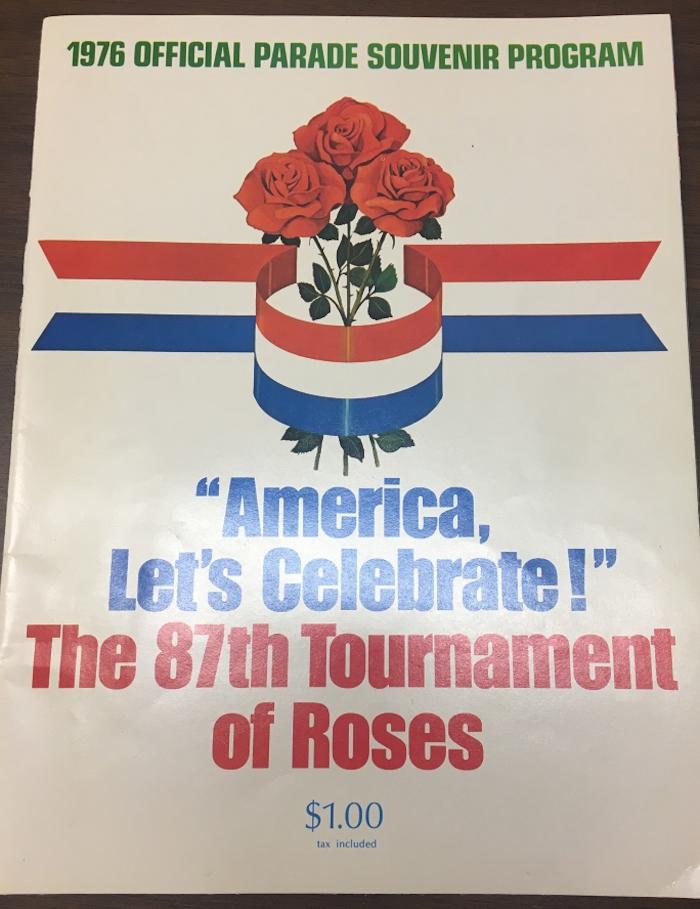 1976 OFFICIAL PARADE SOUVENIR PROGRAM
“America,
Let's Celebrate!”
The 87th Tournament
of Roses
$1.00
tax included